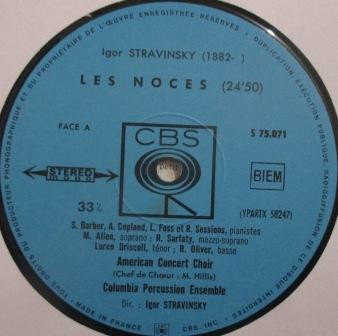 TOUS DROITS DU PRODUCTEUR PHONOGRAPHIQUE ET DU PROPRIÉTAIRE DE L'ŒUVRE ENREGISTRÉE RÉSERVÉS • DUPLICATION, EXÉCUTION PUBLIQUE, RADIODIFFUSION DE CE DISQUE INTERDITES
Igor STRAVINSKY (1882- )
LES NOCES (24'50)
FACE A
CBS
S 75.071
STEREO
MONO
BIEM
33⅓
(YPARTX 58247)
S. Barber, A. Copland, L. Foss et R. Sessions, pianistes
M. Allen, soprano ; R. Sarfaty, mezzo-soprano
Loren Driscoll, ténor ; R. Oliver, basse
American Concert Choir
(Chef de Chœur : M. Hillis)
Columbia Percussion Ensemble
Dir. : Igor STRAVINSKY
MADE IN FRANCE
CBS, INC.